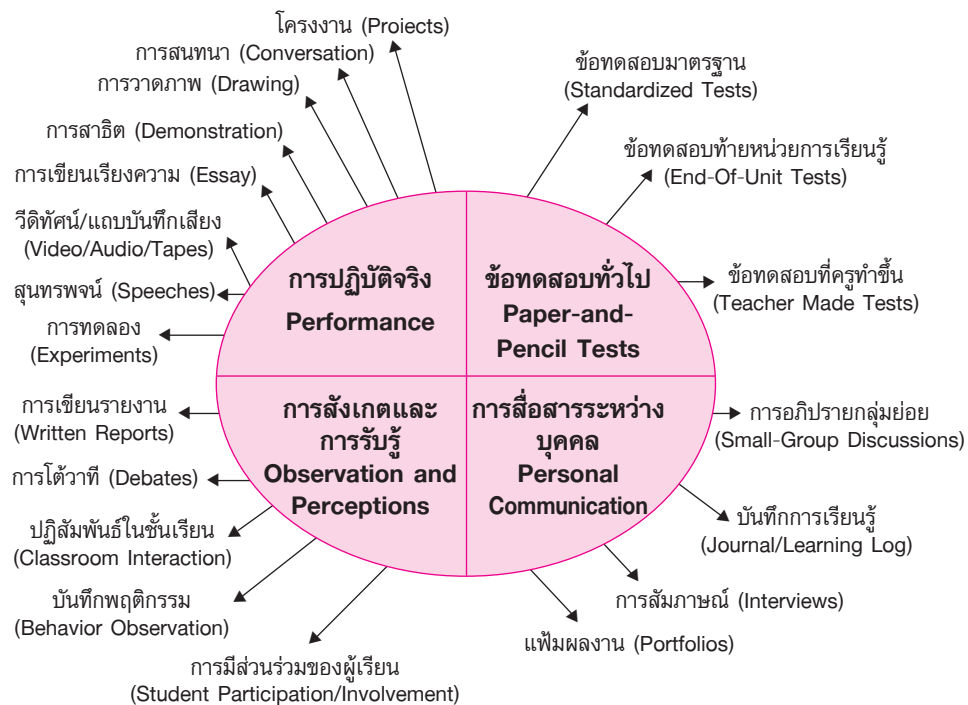 โครงงาน (Proiects)
การสนทนา (Conversation)
การวาดภาพ (Drawing)
การสาธิต (Demonstration)
การเขียนเรียงความ (Essay)
วีดิทัศน์/แถบบันทึกเสียง
(Video/Audio/Tapes)
สุนทรพจน์ (Speeches)
การทดลอง
(Experiments)
การเขียนรายงาน
(Written Reports)
การโต้วาที (Debates)
ปฏิสัมพันธ์ในชั้นเรียน
(Classroom Interaction)
บันทึกพฤติกรรม
(Behavior Observation)
การมีส่วนร่วมของผู้เรียน
(Student Participation/Involvement)
การปฏิบัติจริง
Performance
ข้อทดสอบทั่วไป
Paper-and-
Pencil Tests
การสังเกตและ
การรับรู้
Observation and
Perceptions
การสื่อสารระหว่าง
บุคคล
Personal
Communication
ข้อทดสอบมาตรฐาน
(Standardized Tests)
ข้อทดสอบท้ายหน่วยการเรียนรู้
(End-Of-Unit Tests)
ข้อทดสอบที่ครูทำขึ้น
(Teacher Made Tests)
การอภิปรายกลุ่มย่อย
(Small-Group Discussions)
บันทึกการเรียนรู้
(Journal/Learning Log)
การสัมภาษณ์ (Interviews)
แฟ้มผลงาน (Portfolios)